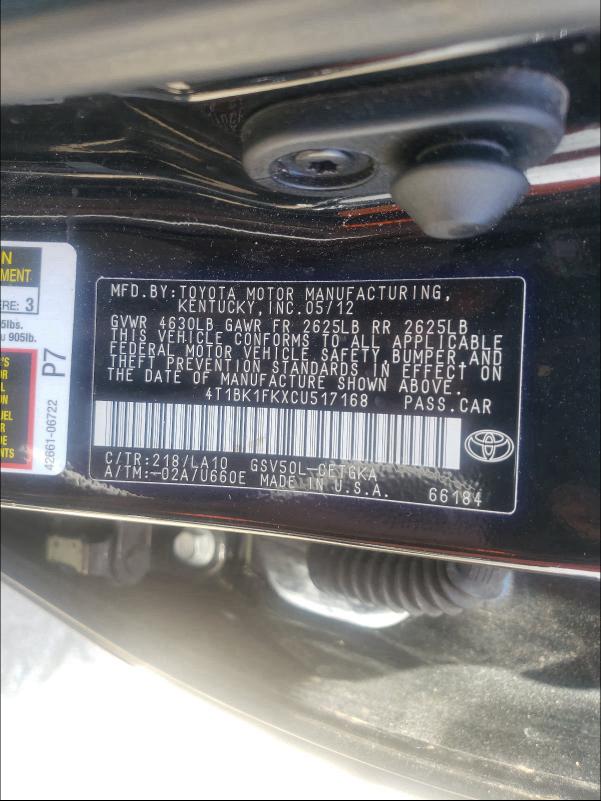 MFD.BY:TOYOTA MOTOR MANUFACTURING,
KENTUCKY, INC.05/12
GVWR 4630LB GAWR FR 2625LB RR 2625LB
THIS VEHICLE CONFORMS TO ALL APPLICABLE
FEDERAL MOTOR VEHICLE SAFETY, BUMPER, AND
THEFT PREVENTION STANDARDS IN EFFECT ON
THE DATE OF MANUFACTURE SHOWN ABOVE.
4T1BK1FKXCU517168 PASS.CAR
C/TR:218/LA10 GSV50L-CETGKA
A/TM:-02A/U660E MADE IN U.S.A. 66184
3
905lb.
P7
42661-06722